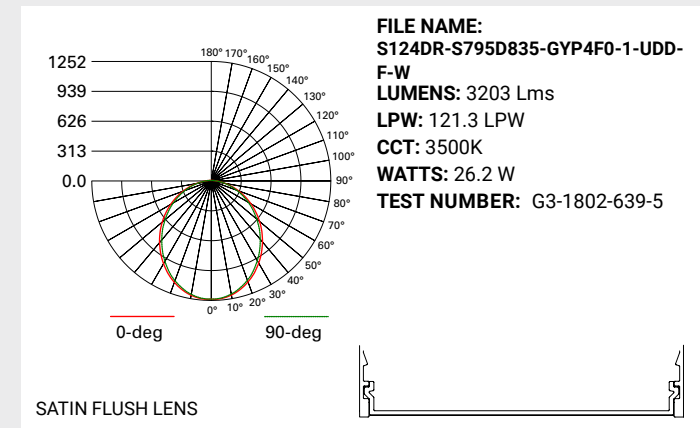 1252
939
626
313
0.0
180° 170° 160° 150° 140° 130° 120° 110° 100° 90° 80° 70° 60° 50° 40° 30° 20° 10° 0°
0-deg
90-deg
FILE NAME:
S124DR-S795D835-GYP4F0-1-UDD-
F-W
LUMENS: 3203 Lms
LPW: 121.3 LPW
CCT: 3500K
WATTS: 26.2 W
TEST NUMBER: G3-1802-639-5
SATIN FLUSH LENS